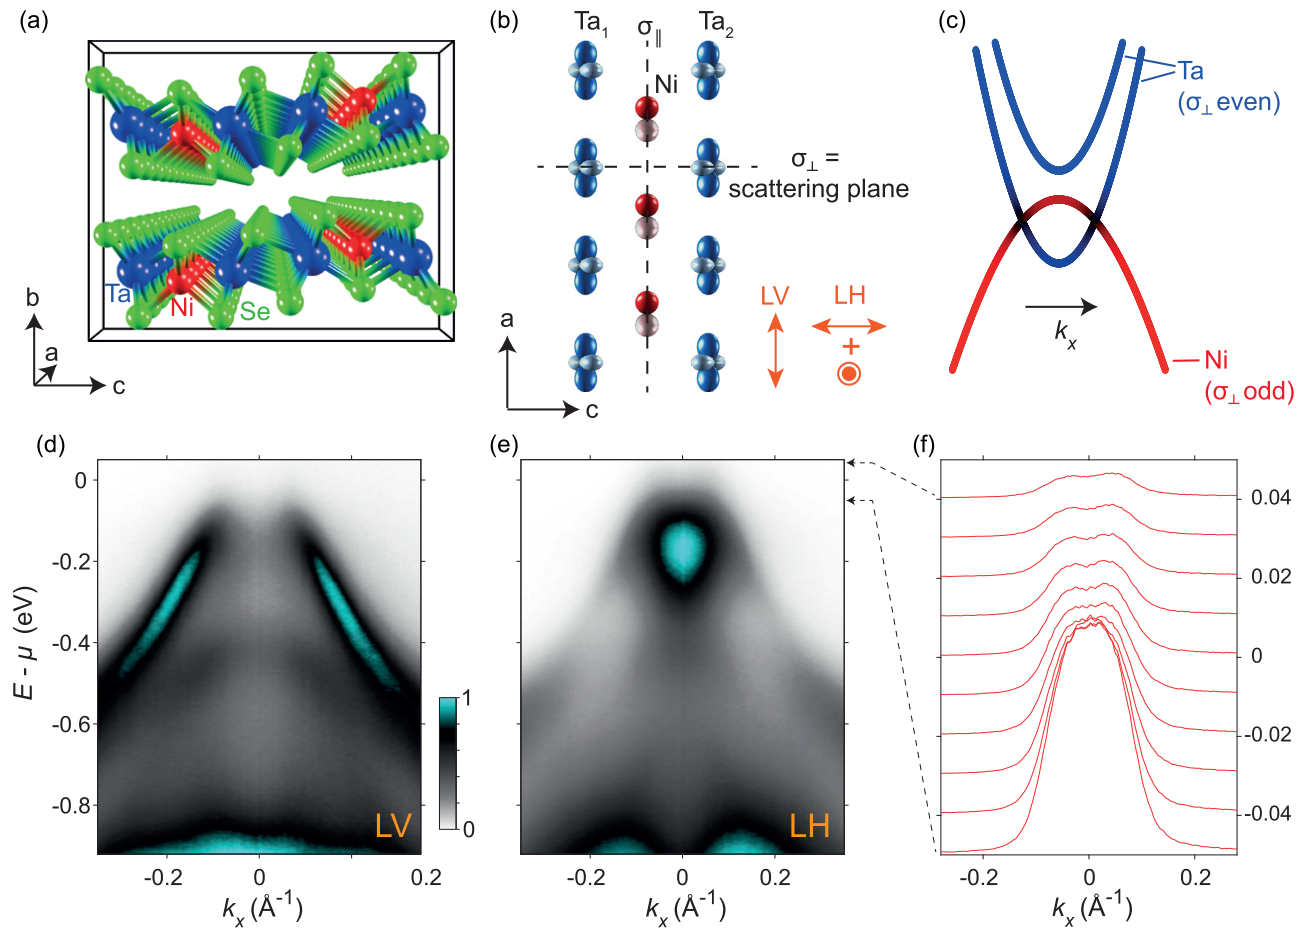 (a)
b
a
c
Ta
Ni
Se
(b)
Ta₁
σ∥
Ta₂
Ni
σ⊥ =
scattering plane
LV
LH
+
a
c
(c)
Ta
(σ⊥ even)
kₓ
Ni
(σ⊥ odd)
(d)
0
-0.2
-0.4
-0.6
-0.8
E - μ (eV)
1
0
LV
-0.2
0
0.2
kₓ (Å⁻¹)
(e)
LH
-0.2
0
0.2
kₓ (Å⁻¹)
(f)
0.04
0.02
0
-0.02
-0.04
-0.2
0
0.2
kₓ (Å⁻¹)